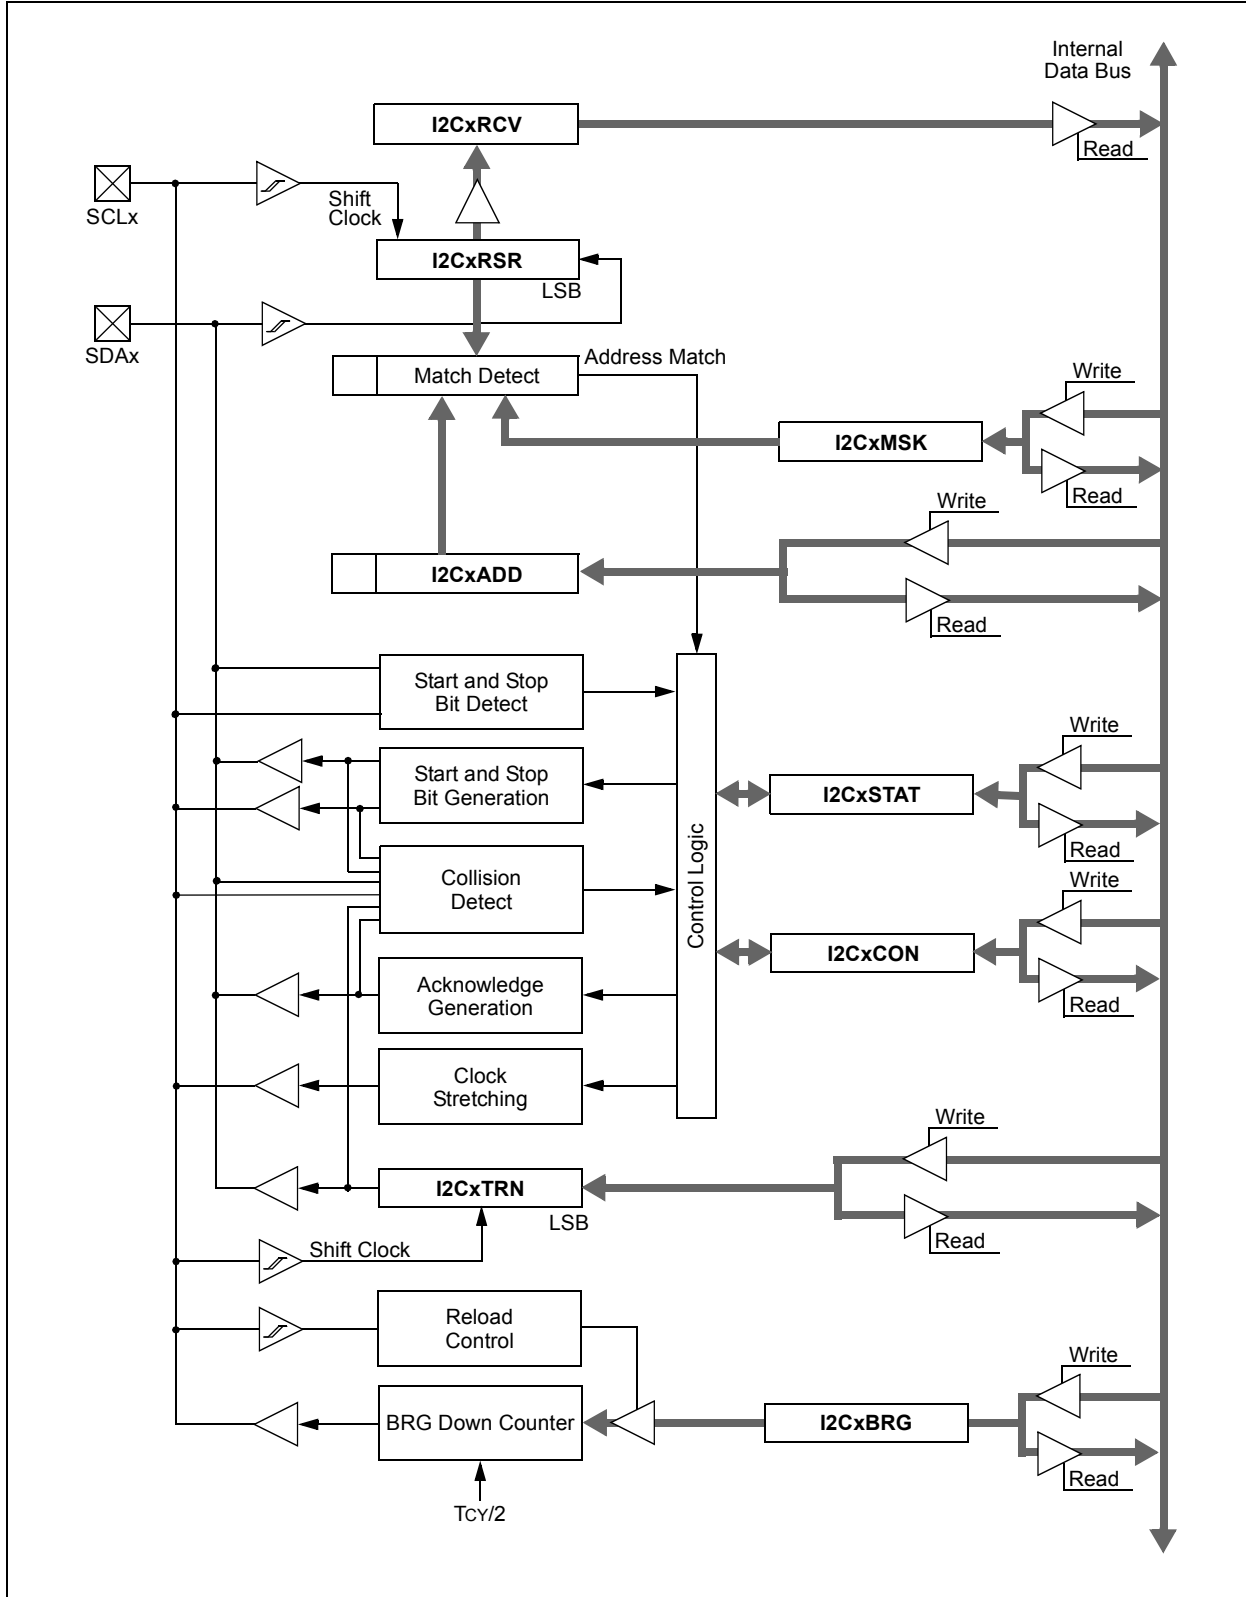 Internal
Data Bus
I2CxRCV
Read
SCLx
Shift
Clock
I2CxRSR
LSB
SDAx
Address Match
Match Detect
Write
I2CxMSK
Read
Write
I2CxADD
Read
Start and Stop
Bit Detect
Write
Start and Stop
Bit Generation
I2CxSTAT
Read
Control Logic
Collision
Detect
Write
I2CxCON
Read
Acknowledge
Generation
Clock
Stretching
Write
I2CxTRN
LSB
Read
Shift Clock
Reload
Control
Write
BRG Down Counter
I2CxBRG
Read
TCY/2